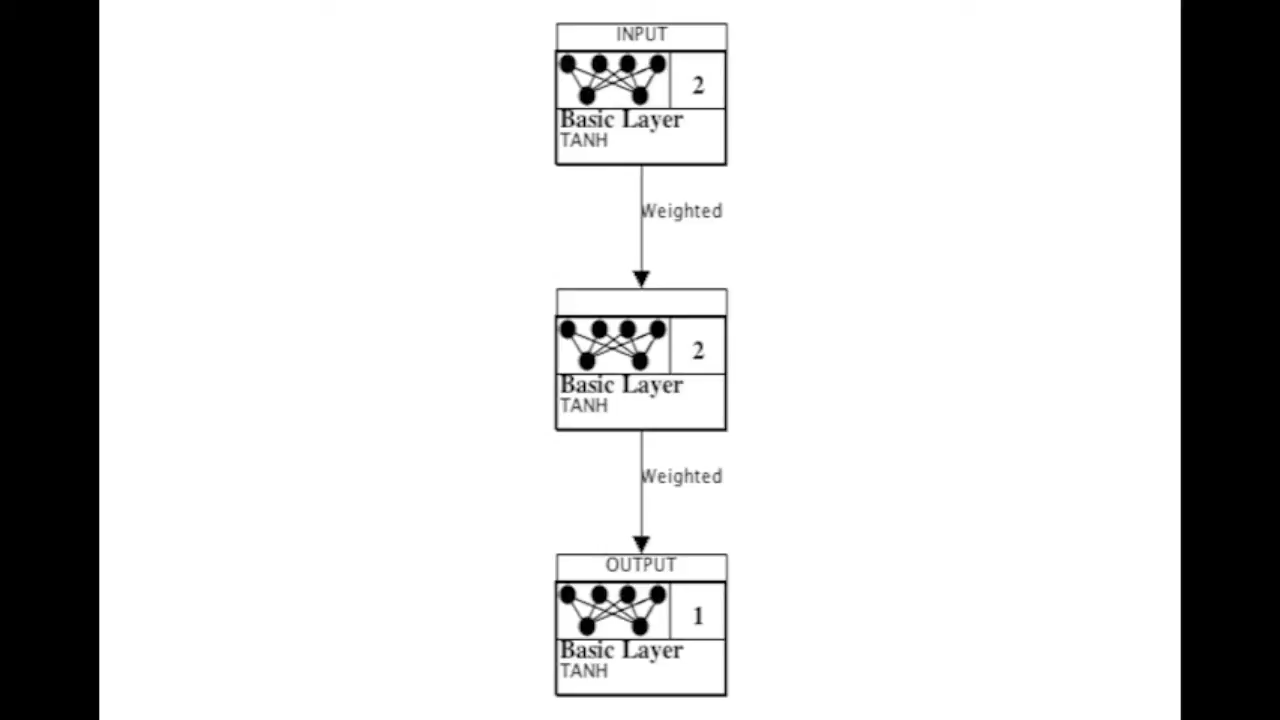 INPUT
2
Basic Layer
TANH
Weighted
2
Basic Layer
TANH
Weighted
OUTPUT
1
Basic Layer
TANH